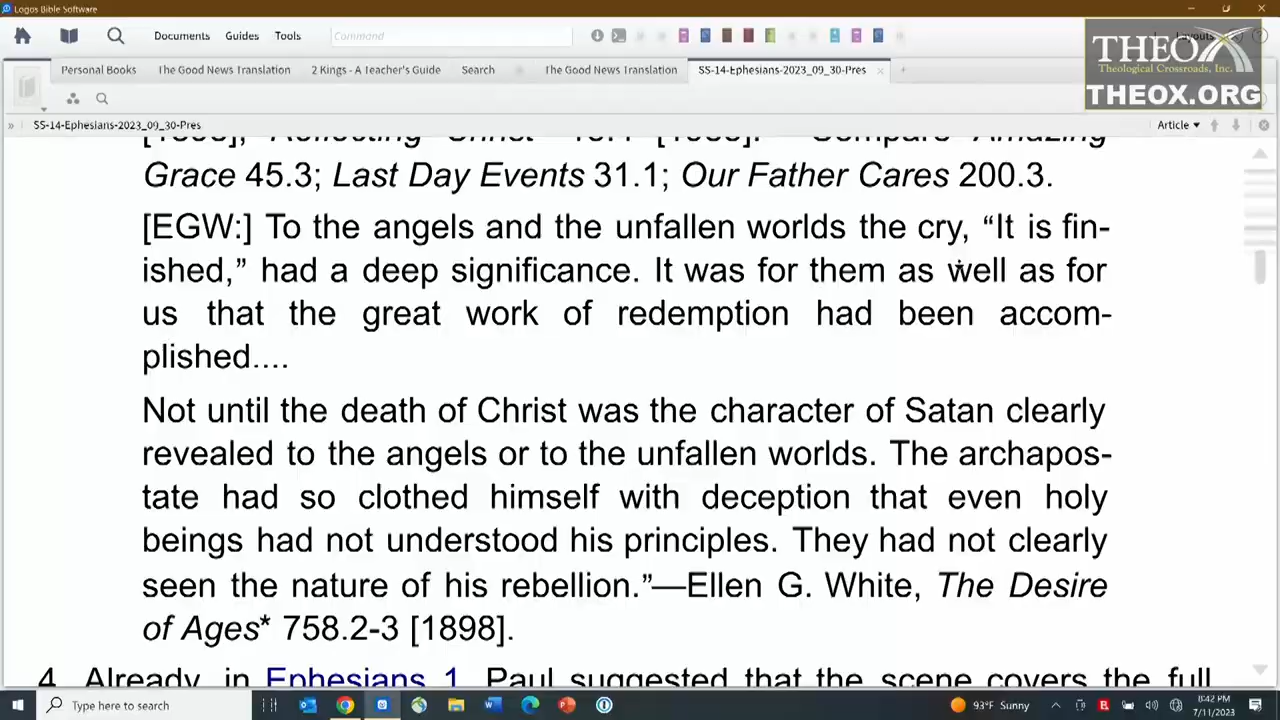 Logos Bible Software
Documents Guides Tools Command
THEOX
Theological Crossroads, Inc.
THEOX.ORG
Personal Books The Good News Translation 2 Kings - A Teacher's The Good News Translation SS-14-Ephesians-2023_09_30-Pres
SS-14-Ephesians-2023_09_30-Pres Article
[1898], Reflecting Christ Compare Amazing
Grace 45.3; Last Day Events 31.1; Our Father Cares 200.3.
[EGW:] To the angels and the unfallen worlds the cry, “It is fin-
ished,” had a deep significance. It was for them as well as for
us that the great work of redemption had been accom-
plished....
Not until the death of Christ was the character of Satan clearly
revealed to the angels or to the unfallen worlds. The archapos-
tate had so clothed himself with deception that even holy
beings had not understood his principles. They had not clearly
seen the nature of his rebellion.”—Ellen G. White, The Desire
of Ages* 758.2-3 [1898].
4. Already, in Ephesians 1, Paul suggested that the scene covers the full
Type here to search 93°F Sunny 8:42 PM
7/11/2023